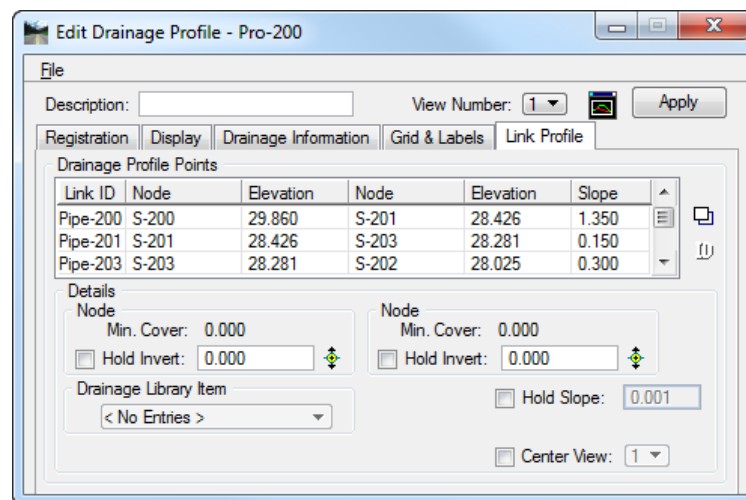 Edit Drainage Profile - Pro-200
File
Description: View Number: 1 Apply
Registration Display Drainage Information Grid & Labels Link Profile
Drainage Profile Points
Link ID Node Elevation Node Elevation Slope
Pipe-200 S-200 29.860 S-201 28.426 1.350
Pipe-201 S-201 28.426 S-203 28.281 0.150
Pipe-203 S-203 28.281 S-202 28.025 0.300
Details
Node Node
Min. Cover: 0.000 Min. Cover: 0.000
Hold Invert: 0.000 Hold Invert: 0.000
Drainage Library Item
< No Entries > Hold Slope: 0.001
Center View: 1